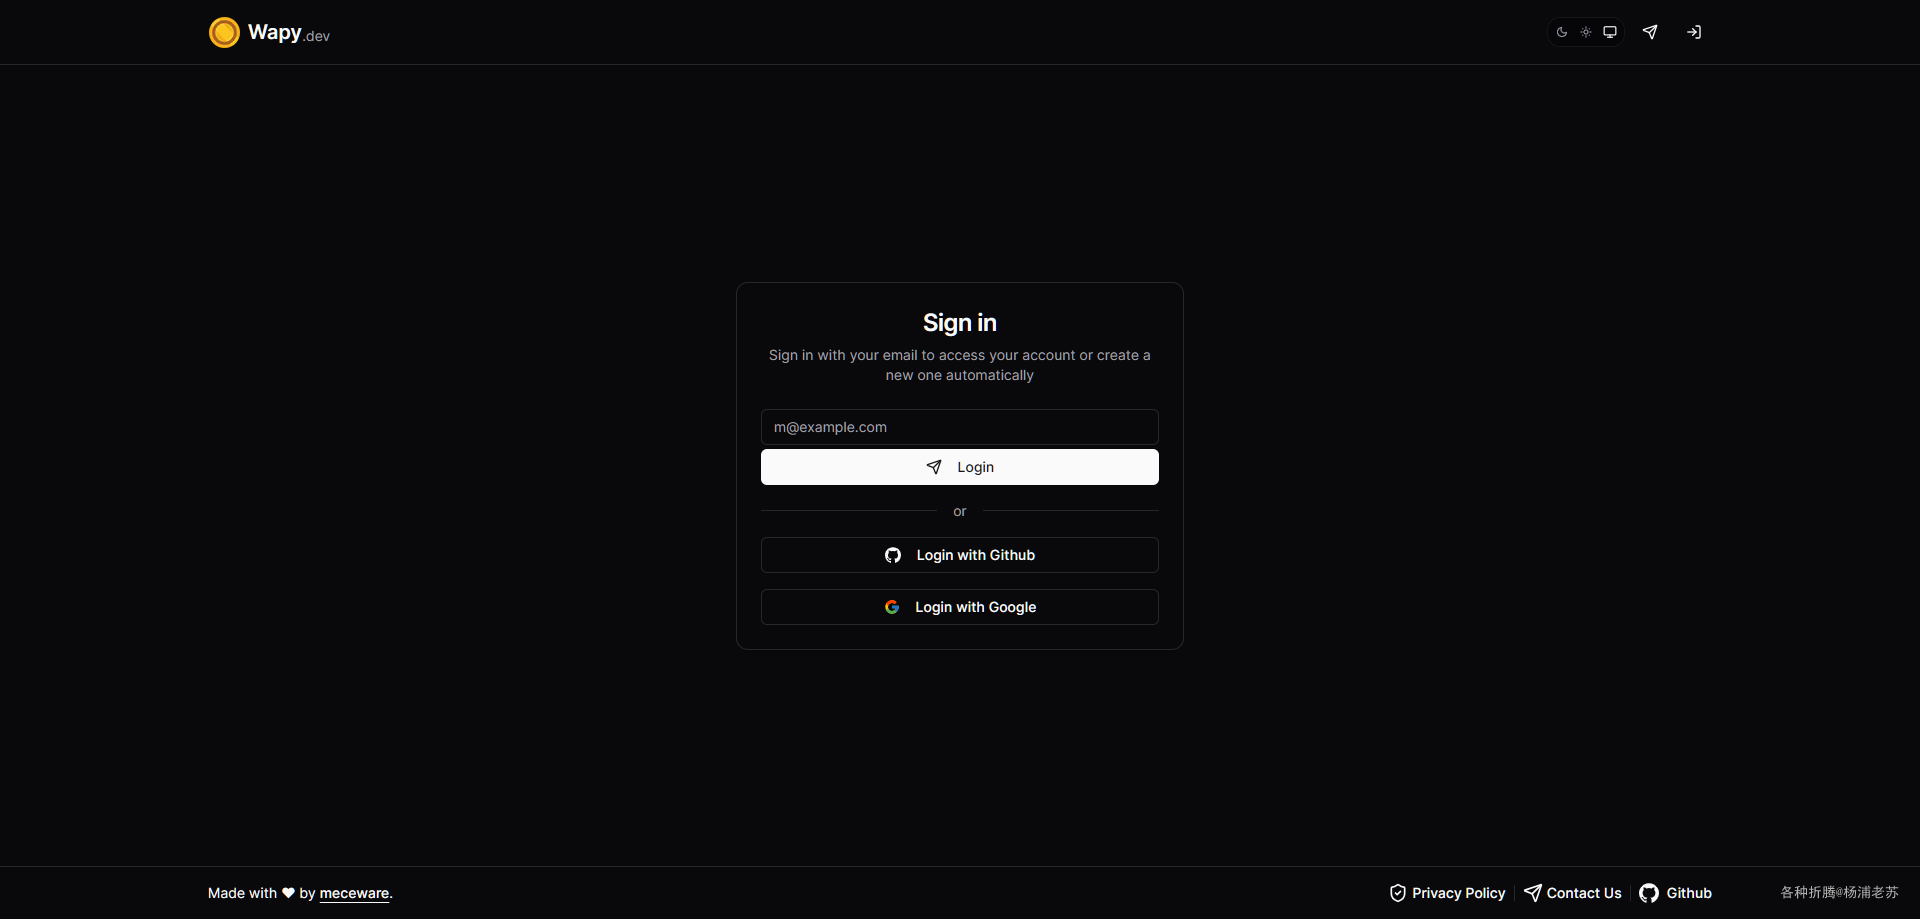 Wapy.dev
Sign in
Sign in with your email to access your account or create a
new one automatically
m@example.com
Login
or
Login with Github
Login with Google
Made with ♥ by meceware.
Privacy Policy
Contact Us
Github
各种折腾@杨浦老苏